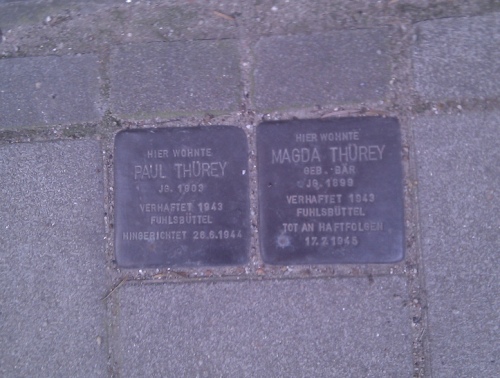 HIER WOHNTE
PAUL THÜREY
JG. 1903
VERHAFTET 1943
FUHLSBÜTTEL
HINGERICHTET 26.6.1944
HIER WOHNTE
MAGDA THÜREY
GEB. BÄR
JG. 1899
VERHAFTET 1943
FUHLSBÜTTEL
TOT AN HAFTFOLGEN
17.7.1945